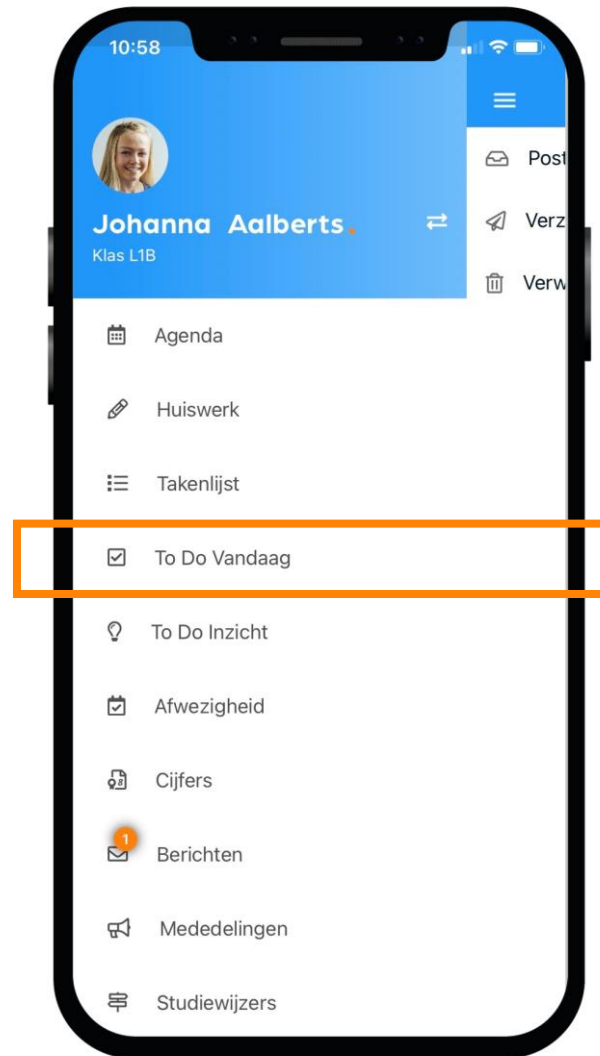 10:58
Johanna Aalberts.
Klas L1B
Agenda
Huiswerk
Takenlijst
To Do Vandaag
To Do Inzicht
Afwezigheid
Cijfers
1
Berichten
Mededelingen
Studiewijzers
Post
Verz
Verw